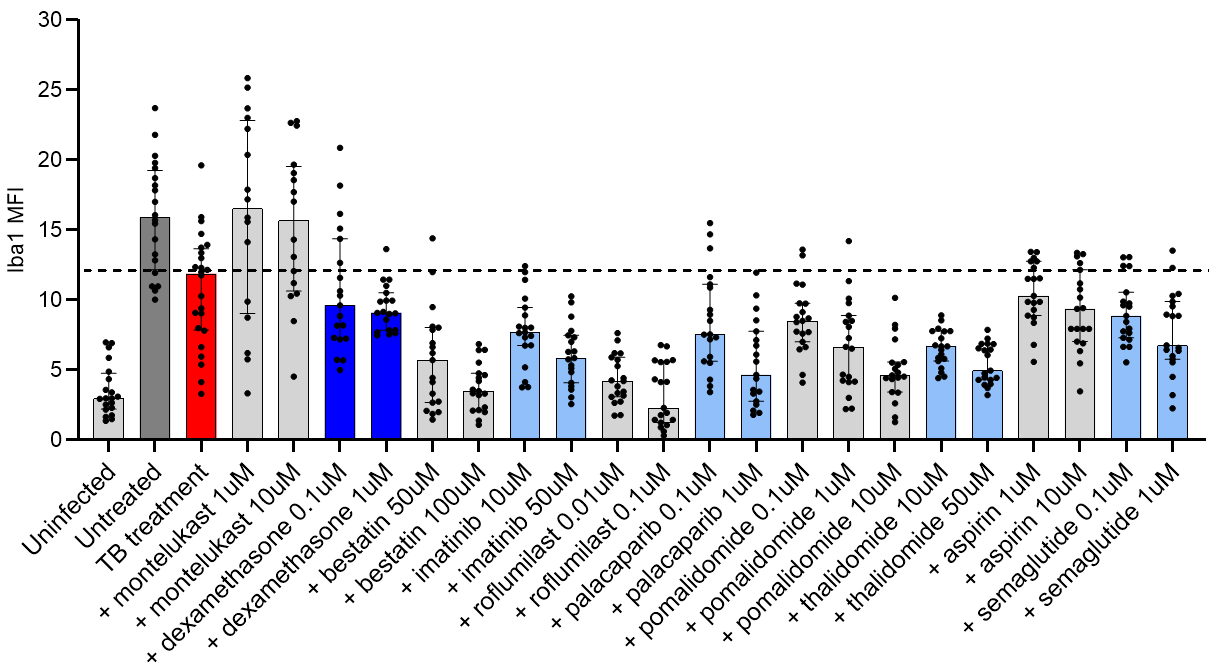 30
25
20
15
10
5
0
Iba1 MFI
Uninfected
Untreated
TB treatment
+ montelukast 1uM
+ montelukast 10uM
+ dexamethasone 0.1uM
+ dexamethasone 1uM
+ bestatin 50uM
+ bestatin 100uM
+ imatinib 10uM
+ imatinib 50uM
+ roflumilast 0.01uM
+ roflumilast 0.1uM
+ palacaparib 0.1uM
+ palacaparib 1uM
+ pomalidomide 0.1uM
+ pomalidomide 1uM
+ pomalidomide 10uM
+ thalidomide 10uM
+ thalidomide 50uM
+ aspirin 1uM
+ aspirin 10uM
+ semaglutide 0.1uM
+ semaglutide 1uM